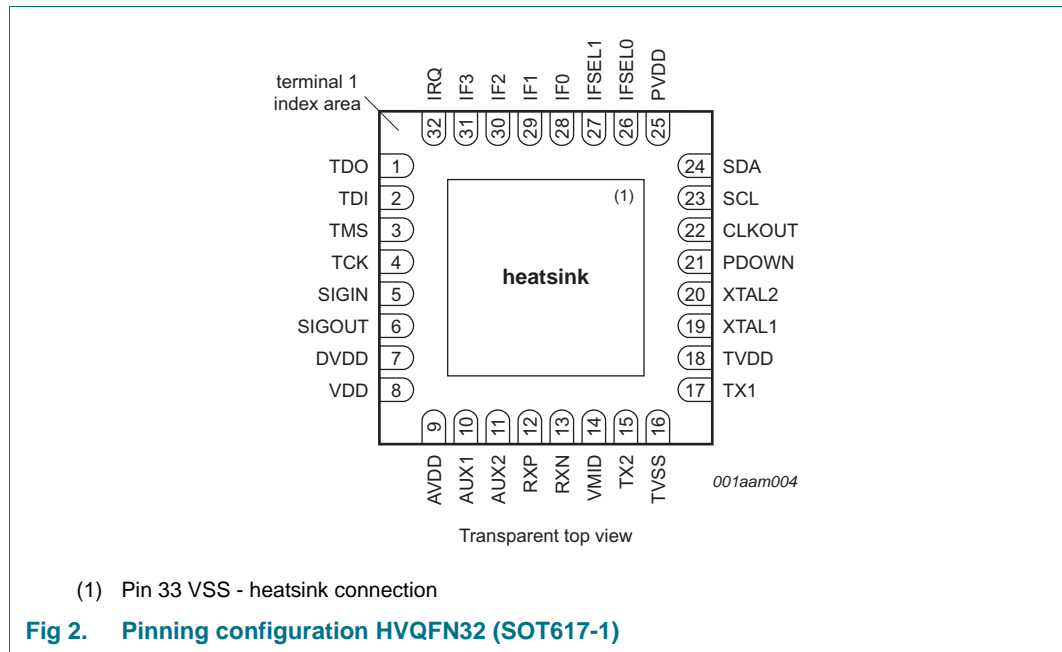 terminal 1
index area
IRQ
IF3
IF2
IF1
IF0
IFSEL1
IFSEL0
PVDD
32
31
30
29
28
27
26
25
TDO 1
TDI 2
TMS 3
TCK 4
SIGIN 5
SIGOUT 6
DVDD 7
VDD 8
(1)
heatsink
24 SDA
23 SCL
22 CLKOUT
21 PDOWN
20 XTAL2
19 XTAL1
18 TVDD
17 TX1
9
10
11
12
13
14
15
16
AVDD
AUX1
AUX2
RXP
RXN
VMID
TX2
TVSS
001aam004
Transparent top view
(1) Pin 33 VSS - heatsink connection
Fig 2. Pinning configuration HVQFN32 (SOT617-1)